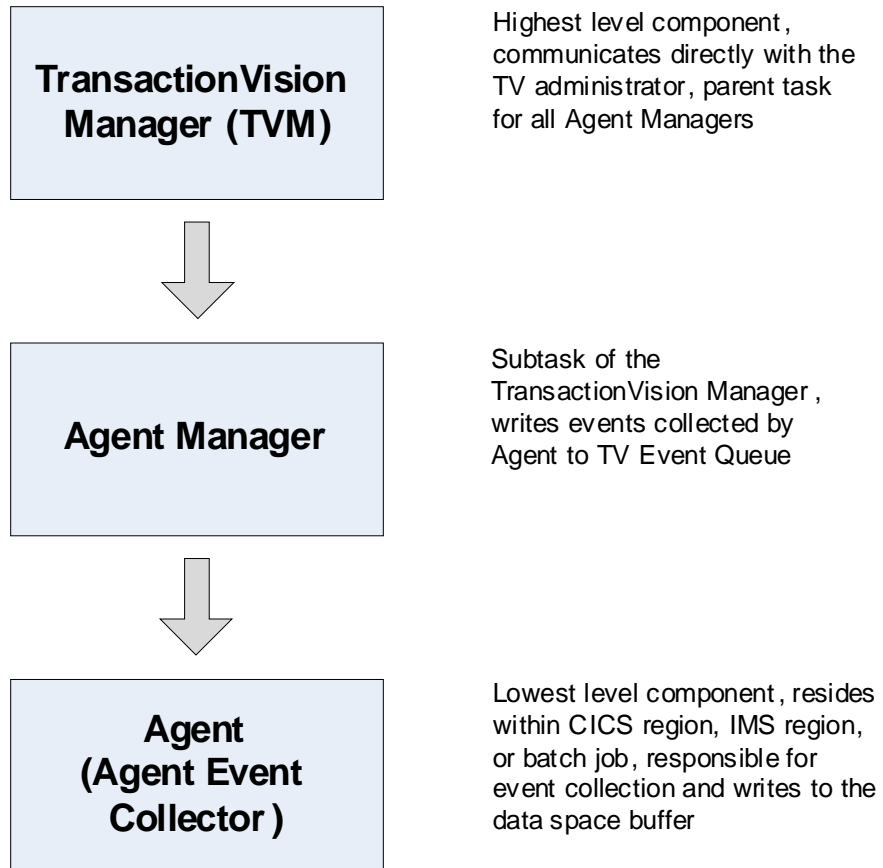 TransactionVision
Manager (TVM)
Highest level component,
communicates directly with the
TV administrator, parent task
for all Agent Managers
Agent Manager
Subtask of the
TransactionVision Manager,
writes events collected by
Agent to TV Event Queue
Agent
(Agent Event
Collector)
Lowest level component, resides
within CICS region, IMS region,
or batch job, responsible for
event collection and writes to the
data space buffer